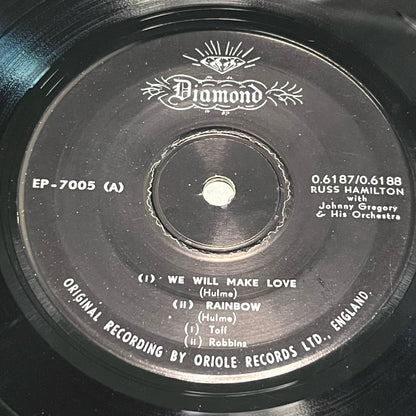 Diamond
EP-7005 (A)
0.6187/0.6188
RUSS HAMILTON
with
Johnny Gregory
& His Orchestra
(I) · WE WILL MAKE LOVE
(Hulme)
(II) RAINBOW
(Hulme)
(I) Toff
(II) Robbins
ORIGINAL RECORDING BY ORIOLE RECORDS LTD., ENGLAND.